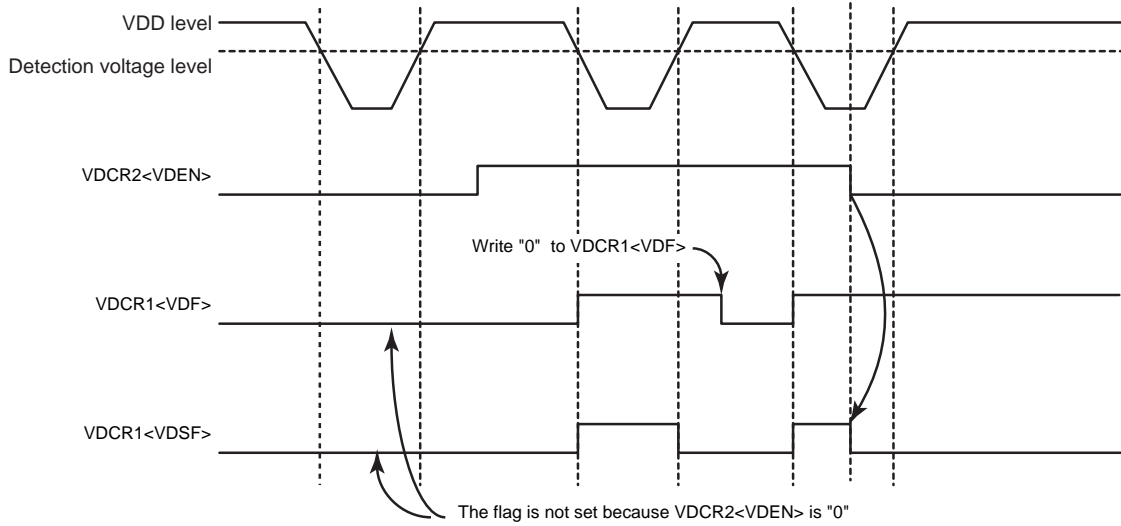 VDD level
Detection voltage level
VDCR2<VDEN>
Write "0" to VDCR1<VDF>
VDCR1<VDF>
VDCR1<VDSF>
The flag is not set because VDCR2<VDEN> is "0"